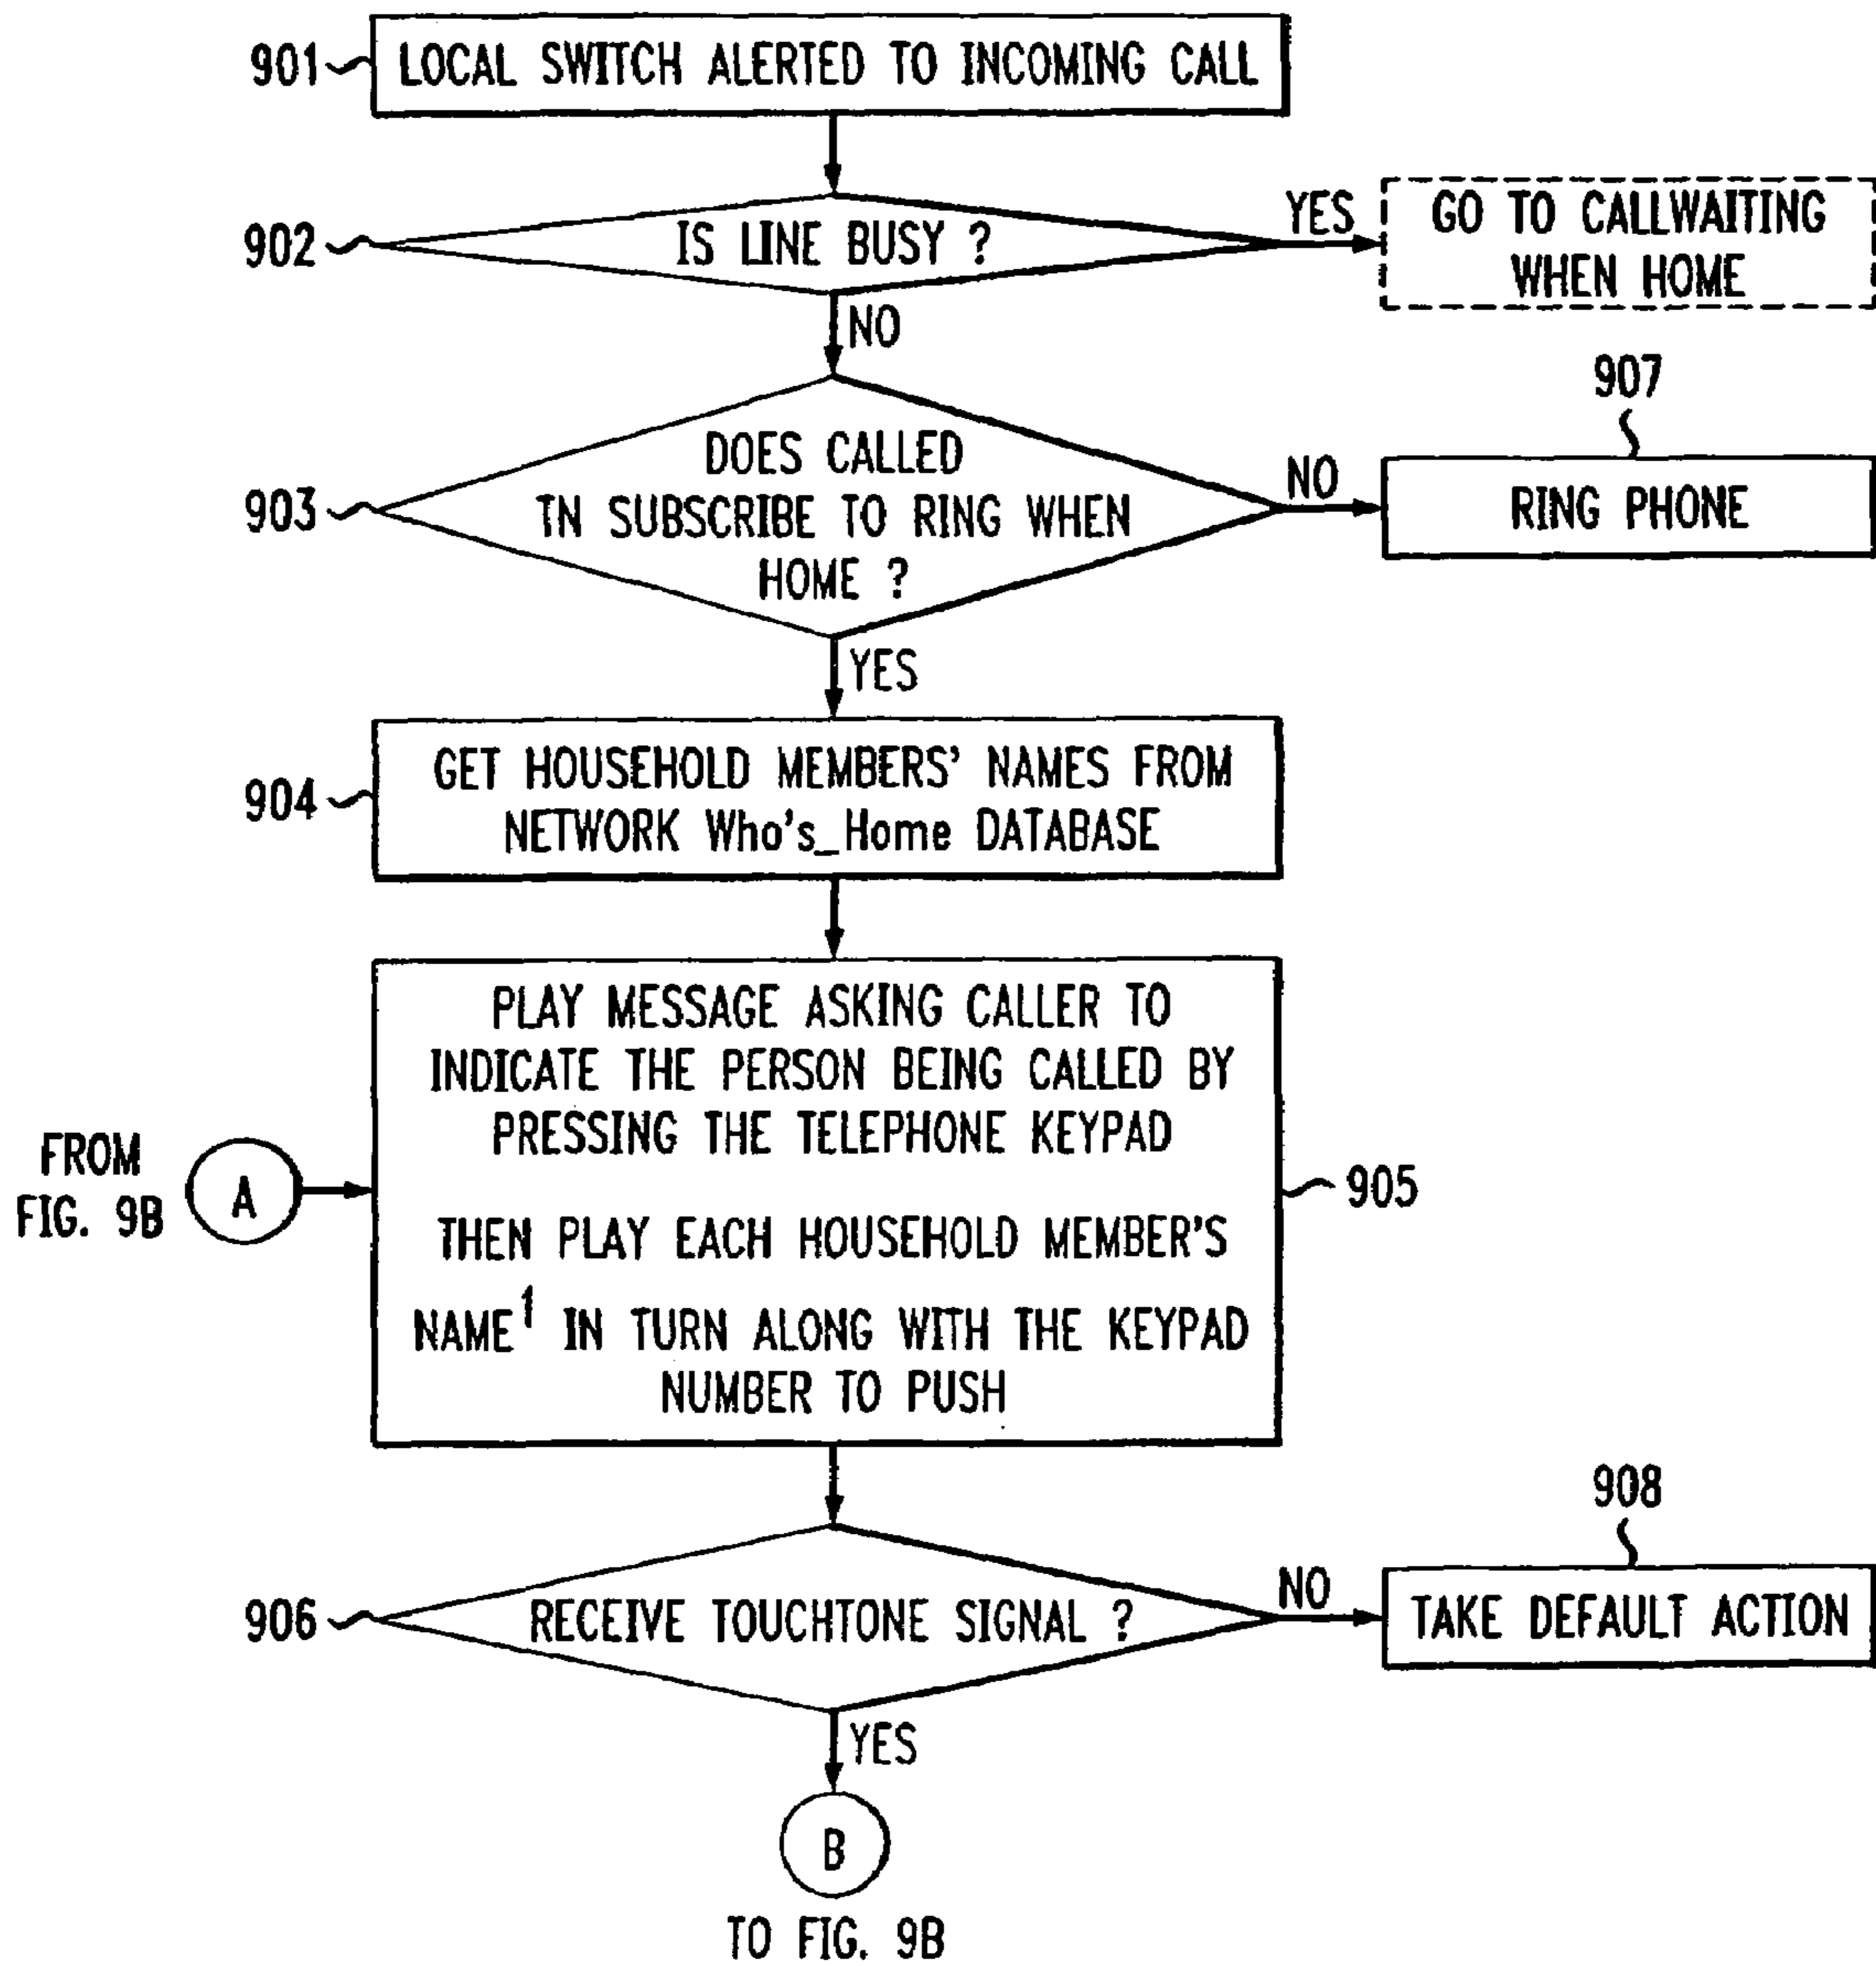 901
LOCAL SWITCH ALERTED TO INCOMING CALL
902
IS LINE BUSY ?
YES
GO TO CALLWAITING
WHEN HOME
NO
903
DOES CALLED
TN SUBSCRIBE TO RING WHEN
HOME ?
NO
907
RING PHONE
YES
904
GET HOUSEHOLD MEMBERS' NAMES FROM
NETWORK Who's_Home DATABASE
FROM
FIG. 9B
A
PLAY MESSAGE ASKING CALLER TO
INDICATE THE PERSON BEING CALLED BY
PRESSING THE TELEPHONE KEYPAD
THEN PLAY EACH HOUSEHOLD MEMBER'S
NAME¹ IN TURN ALONG WITH THE KEYPAD
NUMBER TO PUSH
905
906
RECEIVE TOUCHTONE SIGNAL ?
NO
908
TAKE DEFAULT ACTION
YES
B
TO FIG. 9B